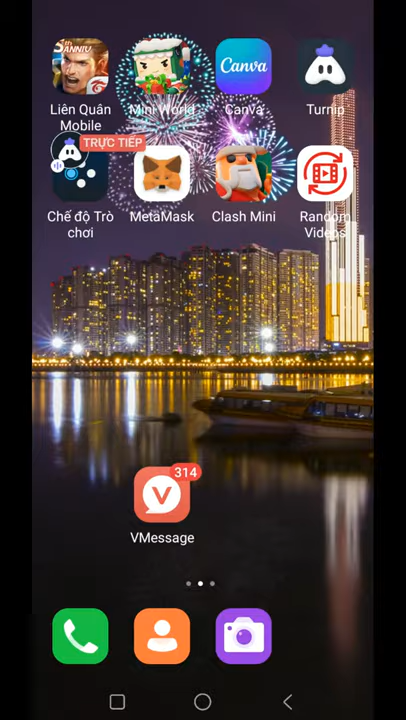 SANNIU
Canva
Liên Quân
Mobile
Mini World
Canva
Turnip
TRỰC TIẾP
Chế độ Trò
chơi
MetaMask
Clash Mini
Random
Videos
314
V
VMessage